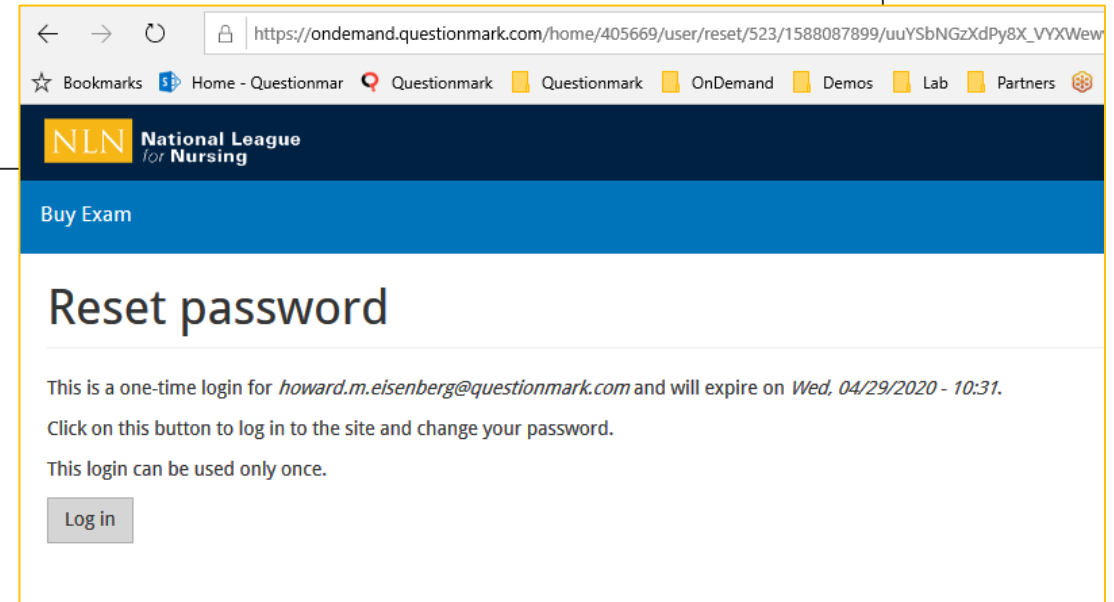 https://ondemand.questionmark.com/home/405669/user/reset/523/1588087899/uuYSbNGzXdPy8X_VYXWew
Bookmarks Home - Questionmar Questionmark Questionmark OnDemand Demos Lab Partners
NLN National League
for Nursing
Buy Exam
Reset password
This is a one-time login for howard.m.eisenberg@questionmark.com and will expire on Wed, 04/29/2020 - 10:31.
Click on this button to log in to the site and change your password.
This login can be used only once.
Log in